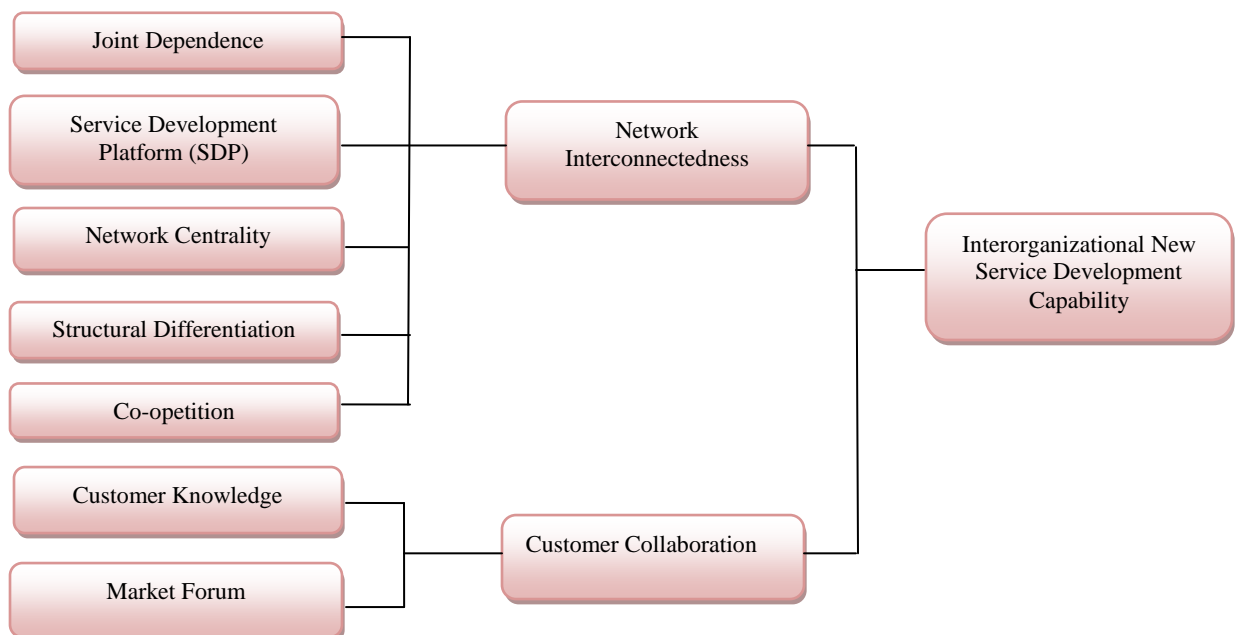 Joint Dependence
Service Development
Platform (SDP)
Network Centrality
Structural Differentiation
Co-opetition
Customer Knowledge
Market Forum
Network
Interconnectedness
Customer Collaboration
Interorganizational New
Service Development
Capability